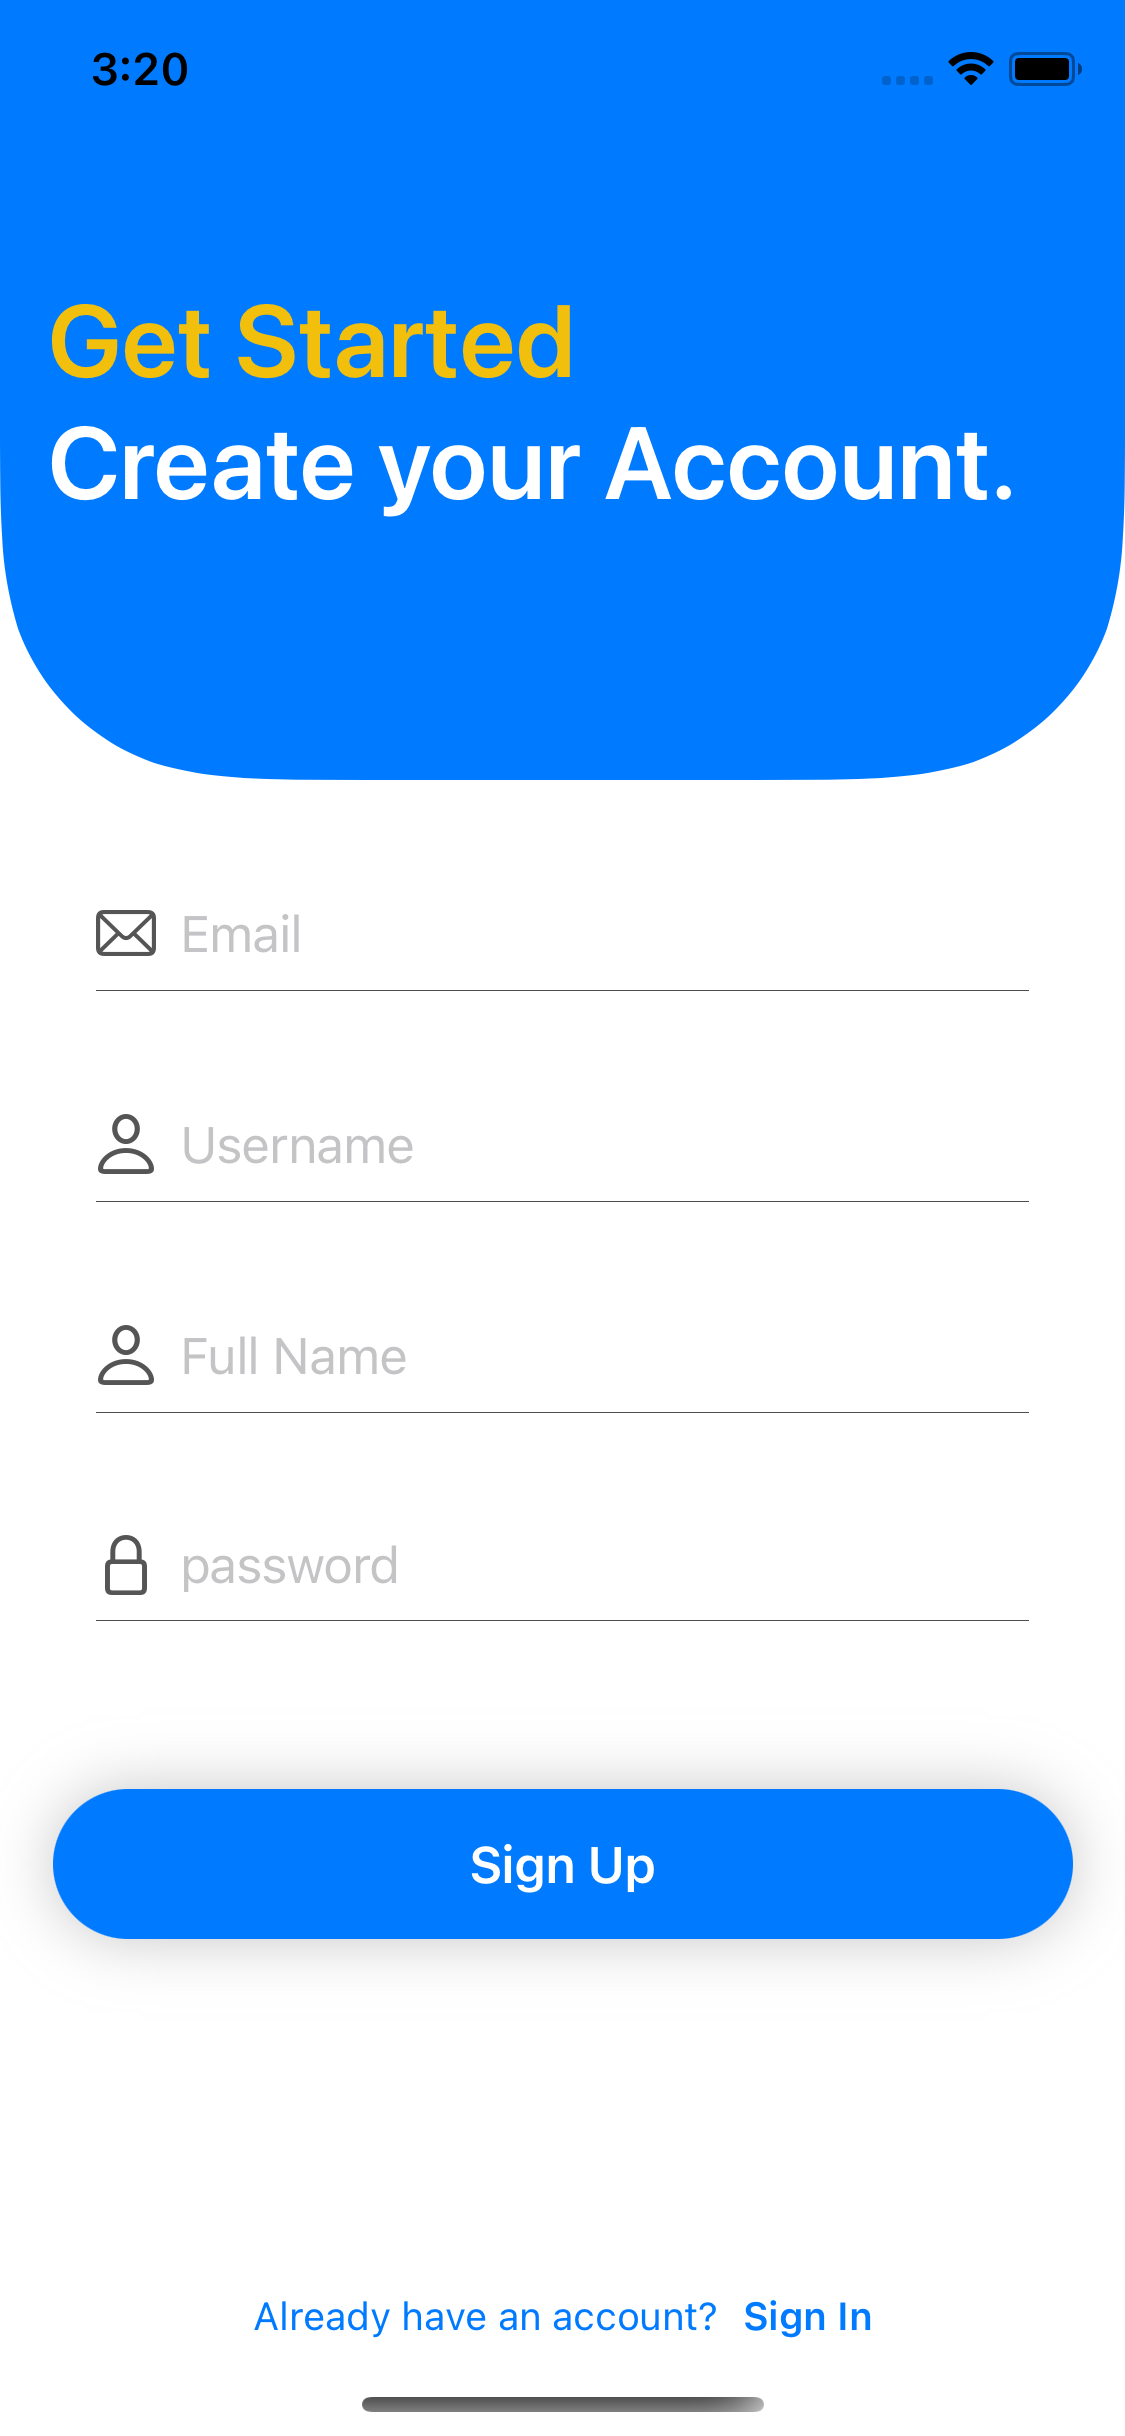 3:20
Get Started
Create your Account.
Email
Username
Full Name
password
Sign Up
Already have an account? Sign In